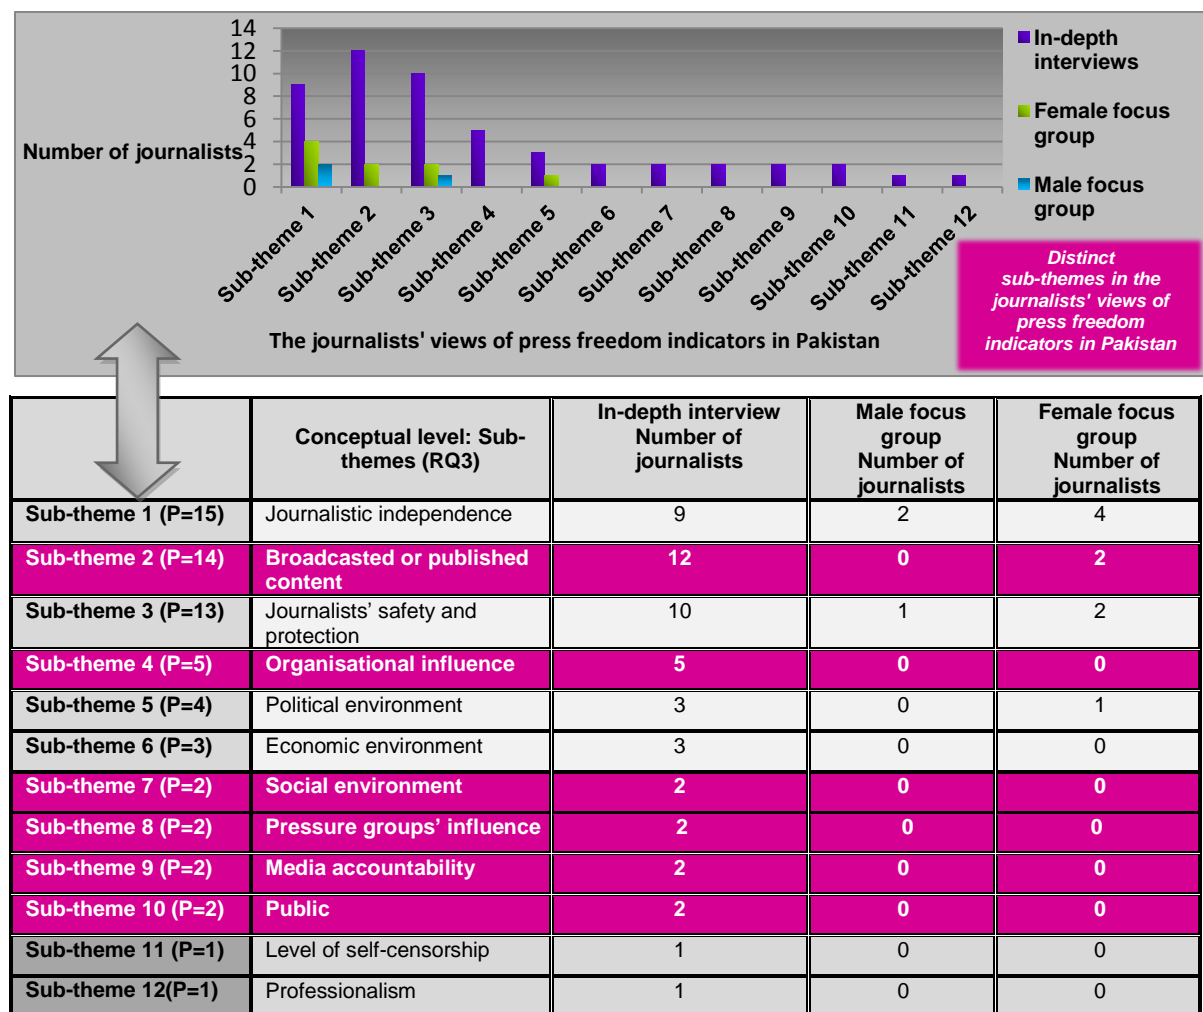 14
12
10
8
6
4
2
0
Number of journalists
Sub-theme 1
Sub-theme 2
Sub-theme 3
Sub-theme 4
Sub-theme 5
Sub-theme 6
Sub-theme 7
Sub-theme 8
Sub-theme 9
Sub-theme 10
Sub-theme 11
Sub-theme 12
The journalists' views of press freedom indicators in Pakistan
In-depth
interviews
Female focus
group
Male focus
group
Distinct
sub-themes in the
journalists' views of
press freedom
indicators in Pakistan
Conceptual level: Sub-
themes (RQ3)
In-depth interview
Number of
journalists
Male focus
group
Number of
journalists
Female focus
group
Number of
journalists
Sub-theme 1 (P=15) Journalistic independence 9 2 4
Sub-theme 2 (P=14) Broadcasted or published 12 0 2
content
Sub-theme 3 (P=13) Journalists’ safety and 10 1 2
protection
Sub-theme 4 (P=5) Organisational influence 5 0 0
Sub-theme 5 (P=4) Political environment 3 0 1
Sub-theme 6 (P=3) Economic environment 3 0 0
Sub-theme 7 (P=2) Social environment 2 0 0
Sub-theme 8 (P=2) Pressure groups’ influence 2 0 0
Sub-theme 9 (P=2) Media accountability 2 0 0
Sub-theme 10 (P=2) Public 2 0 0
Sub-theme 11 (P=1) Level of self-censorship 1 0 0
Sub-theme 12(P=1) Professionalism 1 0 0